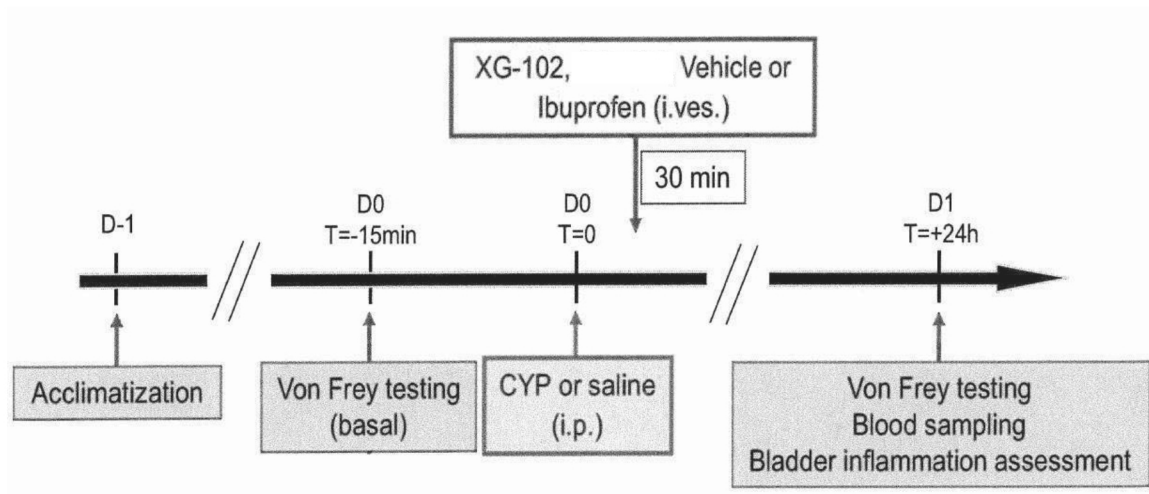 XG-102, Vehicle or
Ibuprofen (i.ves.)
30 min
D-1
D0
T=-15min
D0
T=0
D1
T=+24h
Acclimatization
Von Frey testing
(basal)
CYP or saline
(i.p.)
Von Frey testing
Blood sampling
Bladder inflammation assessment